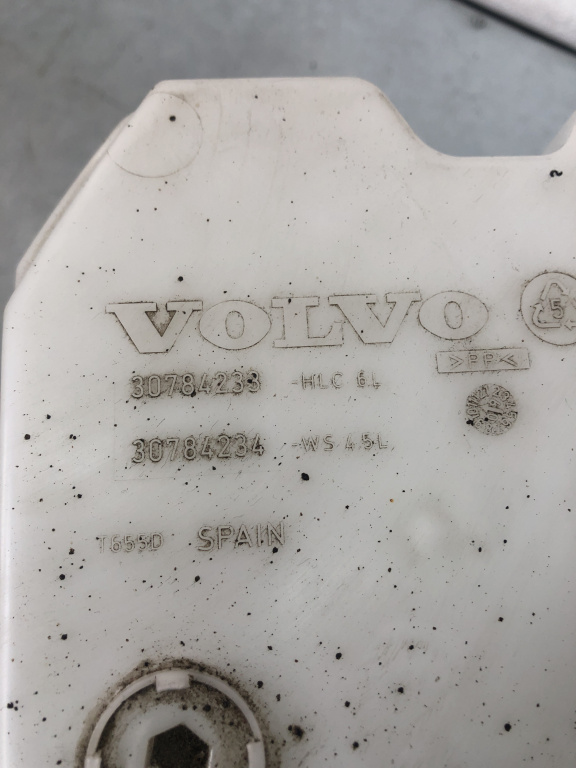 VOLVO
5
>PP<
30784233 -HLC 6L
30784234 -WS 4.5L
SPAIN